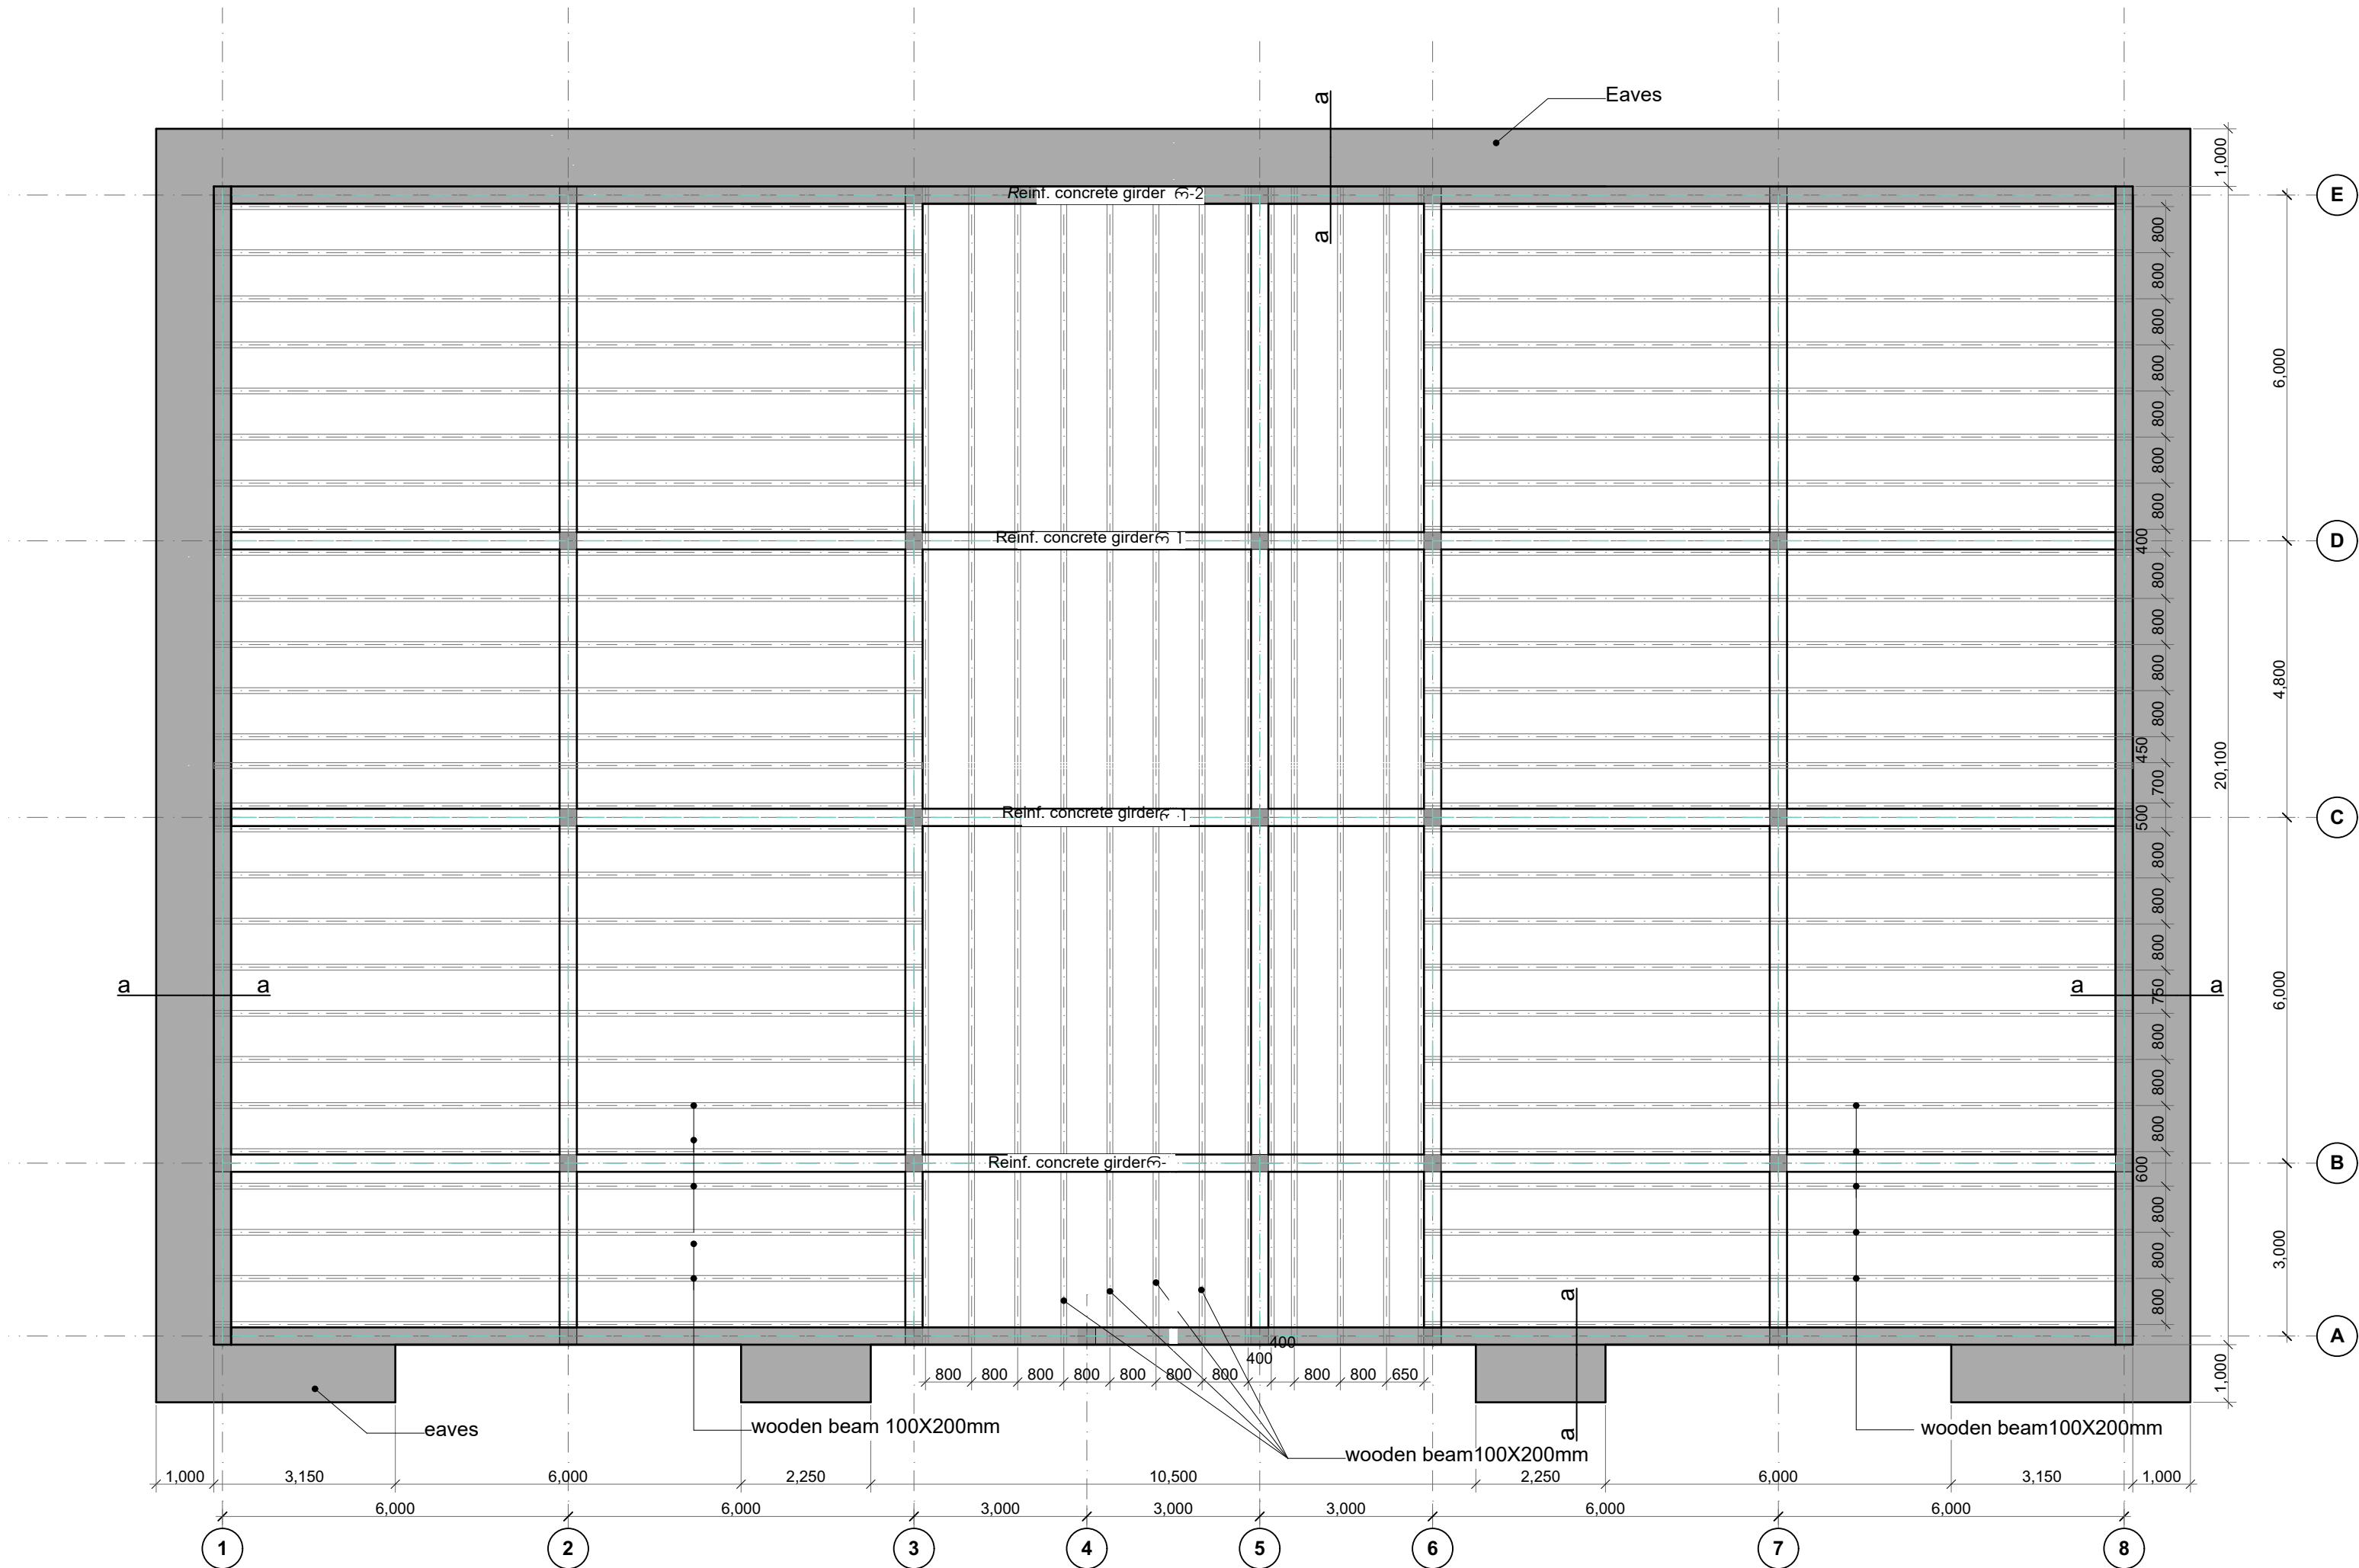 a
Eaves
1,000
Reinf. concrete girder
-2
E
a
800
800
800
800
800
800
800
6,000
Reinf. concrete girder
400
D
800
800
800
800
4,800
450
700
20,100
Reinf. concrete girder
500
C
800
800
800
750
800
800
6,000
a a
a a
Reinf. concrete girder
600
B
800
800
800
3,000
a
A
400
400
800 800 800 800 800 800 800 800 800 650
1,000
eaves
wooden beam 100X200mm
a
wooden beam100X200mm
wooden beam100X200mm
1,000 3,150 6,000 2,250 10,500 2,250 6,000 3,150 1,000
6,000 6,000 3,000 3,000 3,000 6,000 6,000
1 2 3 4 5 6 7 8